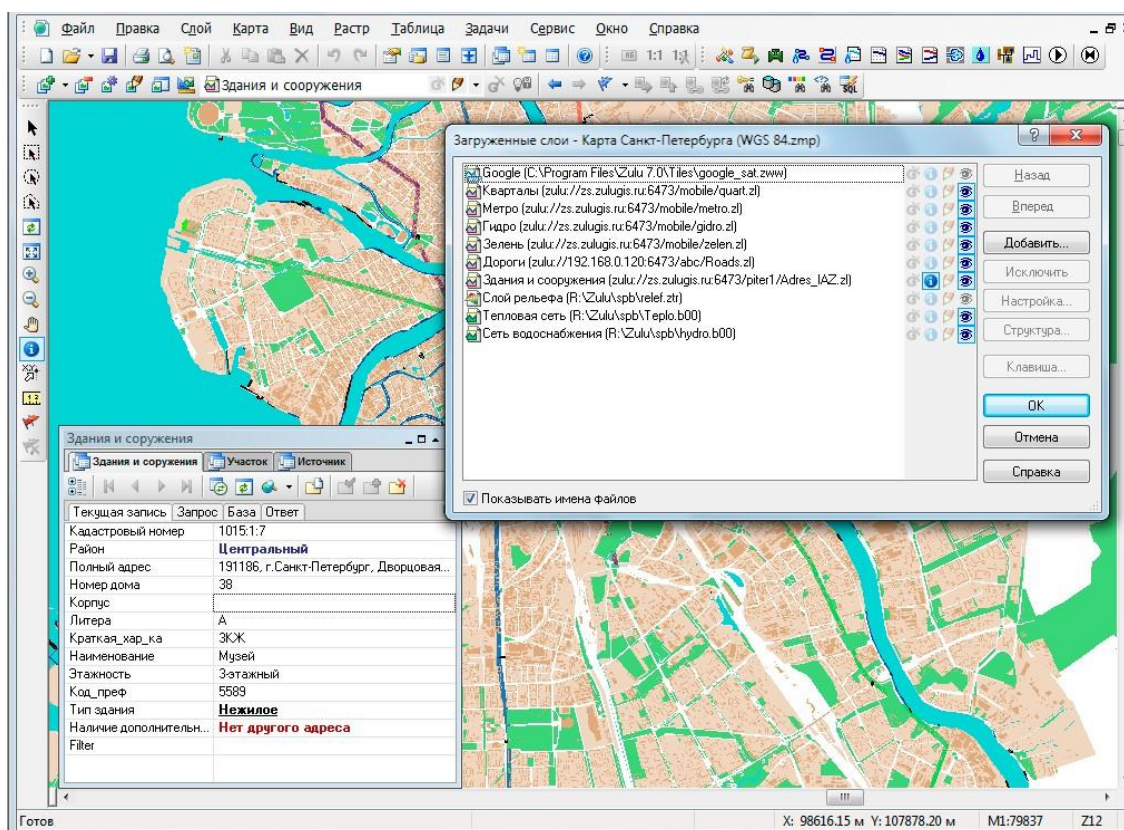 Файл Правка Слой Карта Вид Растр Таблица Задачи Сервис Окно Справка
1:1
Здания и сооружения
SQL
Загруженные слои - Карта Санкт-Петербурга (WGS 84.zmp)
Google (C:\Program Files\Zulu 7.0\Tiles\google_sat.zww)
Кварталы (zulu://zs.zulugis.ru:6473/mobile/quart.zl)
Метро (zulu://zs.zulugis.ru:6473/mobile/metro.zl)
Гидро (zulu://zs.zulugis.ru:6473/mobile/gidro.zl)
Зелень (zulu://zs.zulugis.ru:6473/mobile/zelen.zl)
Дороги (zulu://192.168.0.120:6473/abc/Roads.zl)
Здания и сооружения (zulu://zs.zulugis.ru:6473/piter1/Adres_IAZ.zl)
Слой рельефа (R:\Zulu\spb\relef.ztr)
Тепловая сеть (R:\Zulu\spb\Teplo.b00)
Сеть водоснабжения (R:\Zulu\spb\hydro.b00)
Назад
Вперед
Добавить...
Исключить
Настройка...
Структура...
Клавиша...
OK
Отмена
Справка
Показывать имена файлов
Здания и соружения
Здания и соружения Участок Источник
Текущая запись Запрос База Ответ
Кадастровый номер 1015:1:7
Район Центральный
Полный адрес 191186, г.Санкт-Петербург, Дворцовая...
Номер дома 38
Корпус
Литера А
Краткая_хар_ка ЗКЖ
Наименование Музей
Этажность 3-этажный
Код_преф 5589
Тип здания Нежилое
Наличие дополнительн... Нет другого адреса
Filter
Готов X: 98616.15 м Y: 107878.20 м М1:79837 Z12